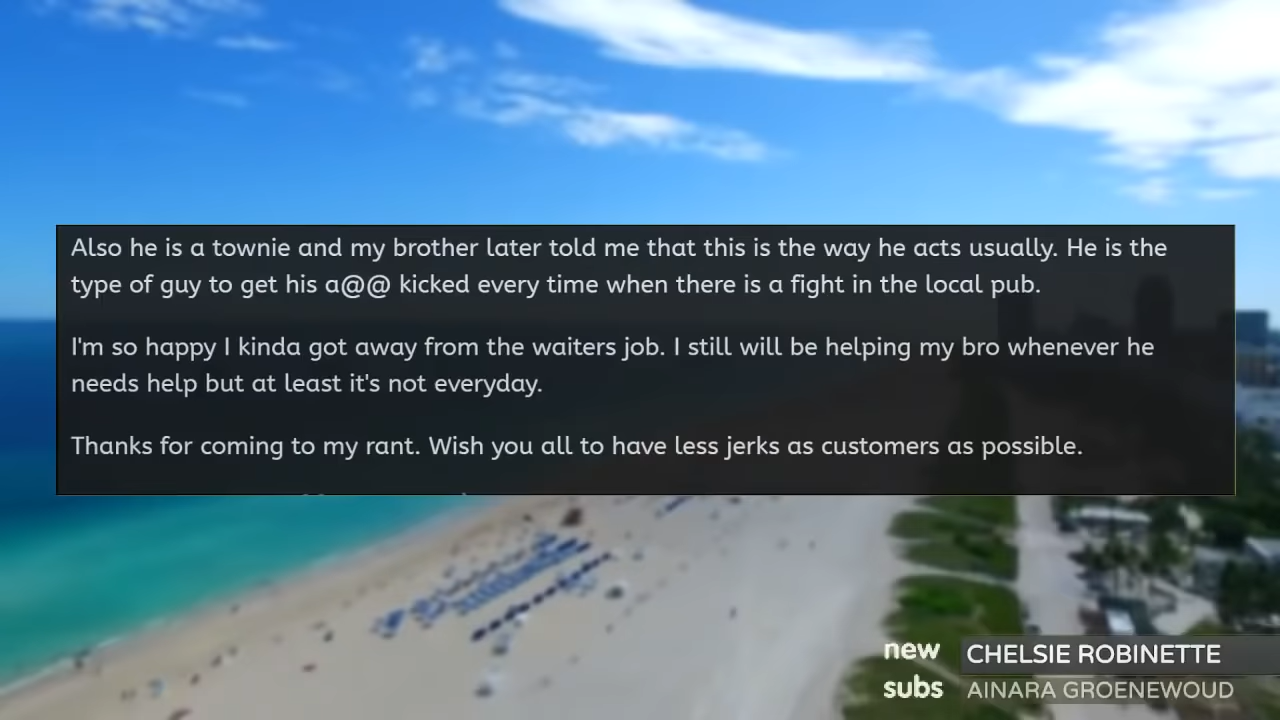 Also he is a townie and my brother later told me that this is the way he acts usually. He is the
type of guy to get his a@@ kicked every time when there is a fight in the local pub.
I'm so happy I kinda got away from the waiters job. I still will be helping my bro whenever he
needs help but at least it's not everyday.
Thanks for coming to my rant. Wish you all to have less jerks as customers as possible.
new CHELSIE ROBINETTE
subs AINARA GROENEWOUD